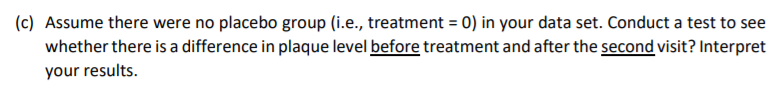 (c) Assume there were no placebo group (i.e., treatment = 0) in your data set. Conduct a test to see
whether there is a difference in plaque level before treatment and after the second visit? Interpret
your results.